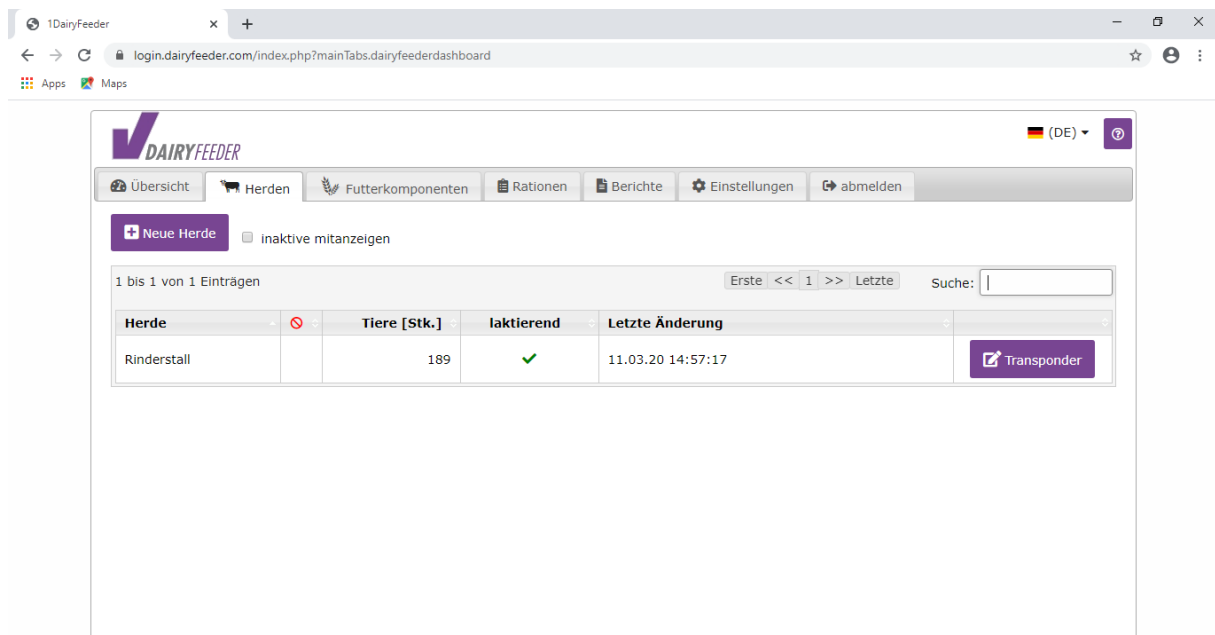 1DairyFeeder
login.dairyfeeder.com/index.php?mainTabs.dairyfeederdashboard
Apps Maps
DAIRYFEEDER
(DE)
Übersicht Herden Futterkomponenten Rationen Berichte Einstellungen abmelden
Neue Herde inaktive mitanzeigen
1 bis 1 von 1 Einträgen Erste << 1 >> Letzte Suche:
Herde Tiere [Stk.] laktierend Letzte Änderung
Rinderstall 189 11.03.20 14:57:17 Transponder